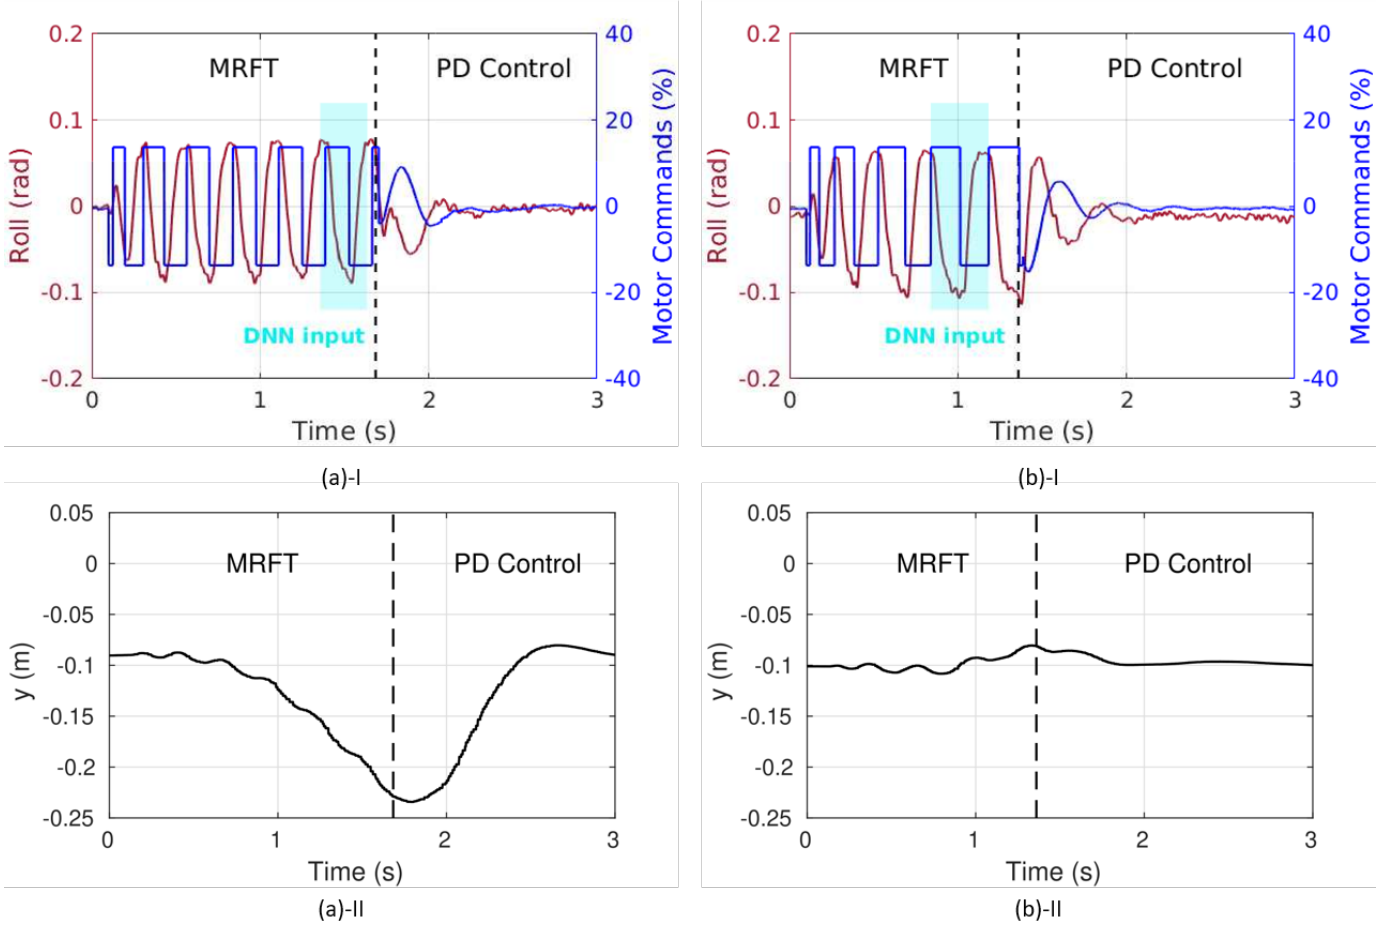 0.2
0.1
0
-0.1
-0.2
Roll (rad)
MRFT
PD Control
DNN input
40
20
0
-20
-40
Motor Commands (%)
0
1
2
3
Time (s)
(a)-I
0.2
0.1
0
-0.1
-0.2
Roll (rad)
MRFT
PD Control
DNN input
40
20
0
-20
-40
Motor Commands (%)
0
1
2
3
Time (s)
(b)-I
0.05
0
-0.05
-0.1
-0.15
-0.2
-0.25
y (m)
MRFT
PD Control
0
1
2
3
Time (s)
(a)-II
0.05
0
-0.05
-0.1
-0.15
-0.2
-0.25
y (m)
MRFT
PD Control
0
1
2
3
Time (s)
(b)-II